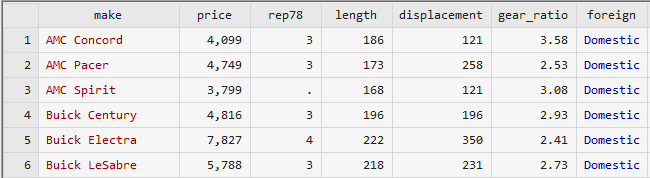 make price rep78 length displacement gear_ratio foreign
1 AMC Concord 4,099 3 186 121 3.58 Domestic
2 AMC Pacer 4,749 3 173 258 2.53 Domestic
3 AMC Spirit 3,799 . 168 121 3.08 Domestic
4 Buick Century 4,816 3 196 196 2.93 Domestic
5 Buick Electra 7,827 4 222 350 2.41 Domestic
6 Buick LeSabre 5,788 3 218 231 2.73 Domestic